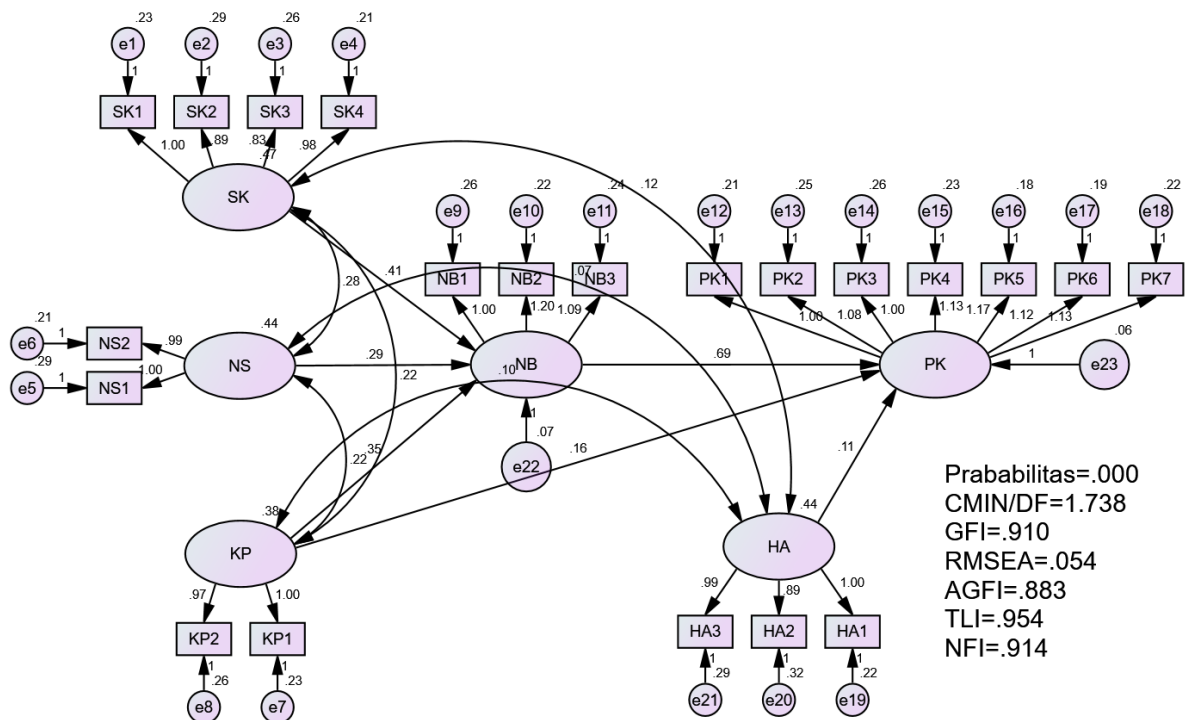 .23 .29 .26 .21
e1 e2 e3 e4
1 1 1 1
SK1 SK2 SK3 SK4
1.00 .89 .83 .98
.47
SK
.12
.26 .22 .24 .21 .25 .26 .23 .18 .19 .22
e9 e10 e11 e12 e13 e14 e15 e16 e17 e18
1 1 1 1 1 1 1 1 1 1
NB1 NB2 NB3 PK1 PK2 PK3 PK4 PK5 PK6 PK7
.41 .07
.28
1.00 1.20 1.09 1.00 1.08 1.00 1.13 1.17 1.12 1.13
.21 .44 .06
e6 1 NS2 .99
.29
e5 1 NS1 1.00
NS .29 NB .69 PK 1 e23
.22 .10
1
.07
e22
.35 .16 .11
.22
.38 .44
KP HA
.97 1.00 .99 .89 1.00
KP2 KP1 HA3 HA2 HA1
1 1 1 1 1
.26 .23 .29 .32 .22
e8 e7 e21 e20 e19
Prababilitas=.000
CMIN/DF=1.738
GFI=.910
RMSEA=.054
AGFI=.883
TLI=.954
NFI=.914